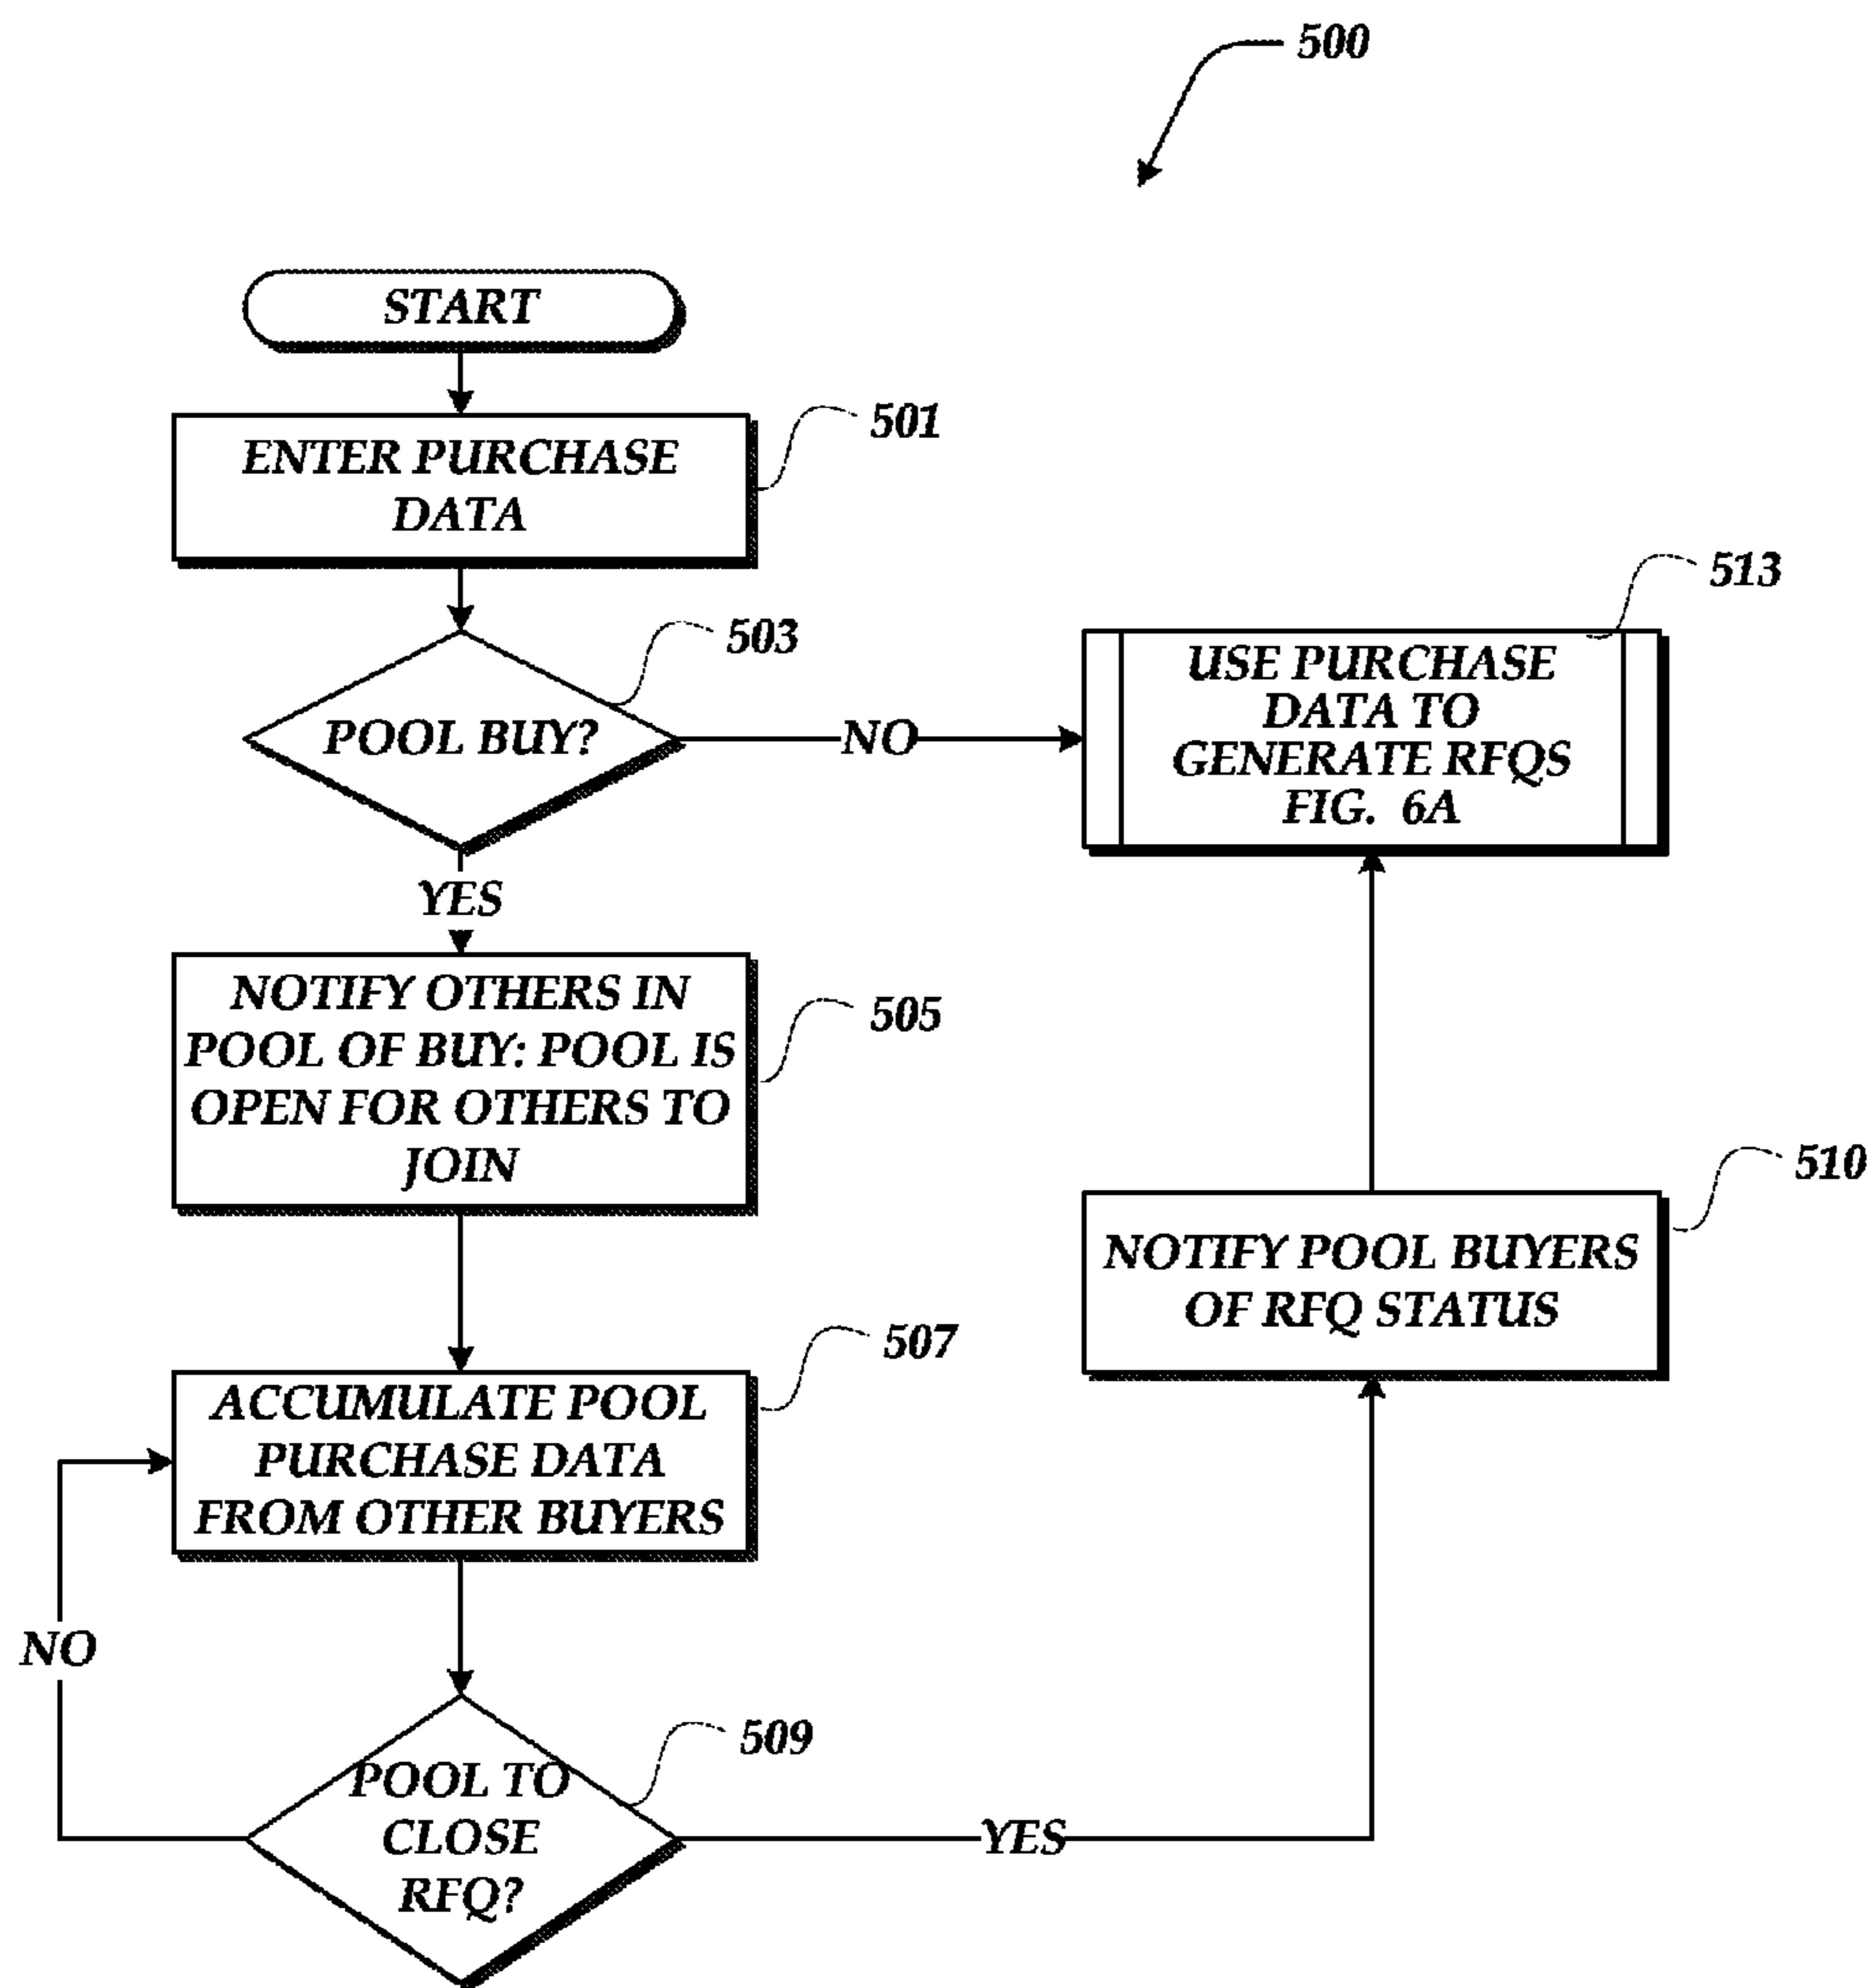 500
START
ENTER PURCHASE
DATA
501
POOL BUY?
503
NO
USE PURCHASE
DATA TO
GENERATE RFQS
FIG. 6A
513
YES
NOTIFY OTHERS IN
POOL OF BUY: POOL IS
OPEN FOR OTHERS TO
JOIN
505
ACCUMULATE POOL
PURCHASE DATA
FROM OTHER BUYERS
507
NO
POOL TO
CLOSE
RFQ?
509
YES
NOTIFY POOL BUYERS
OF RFQ STATUS
510